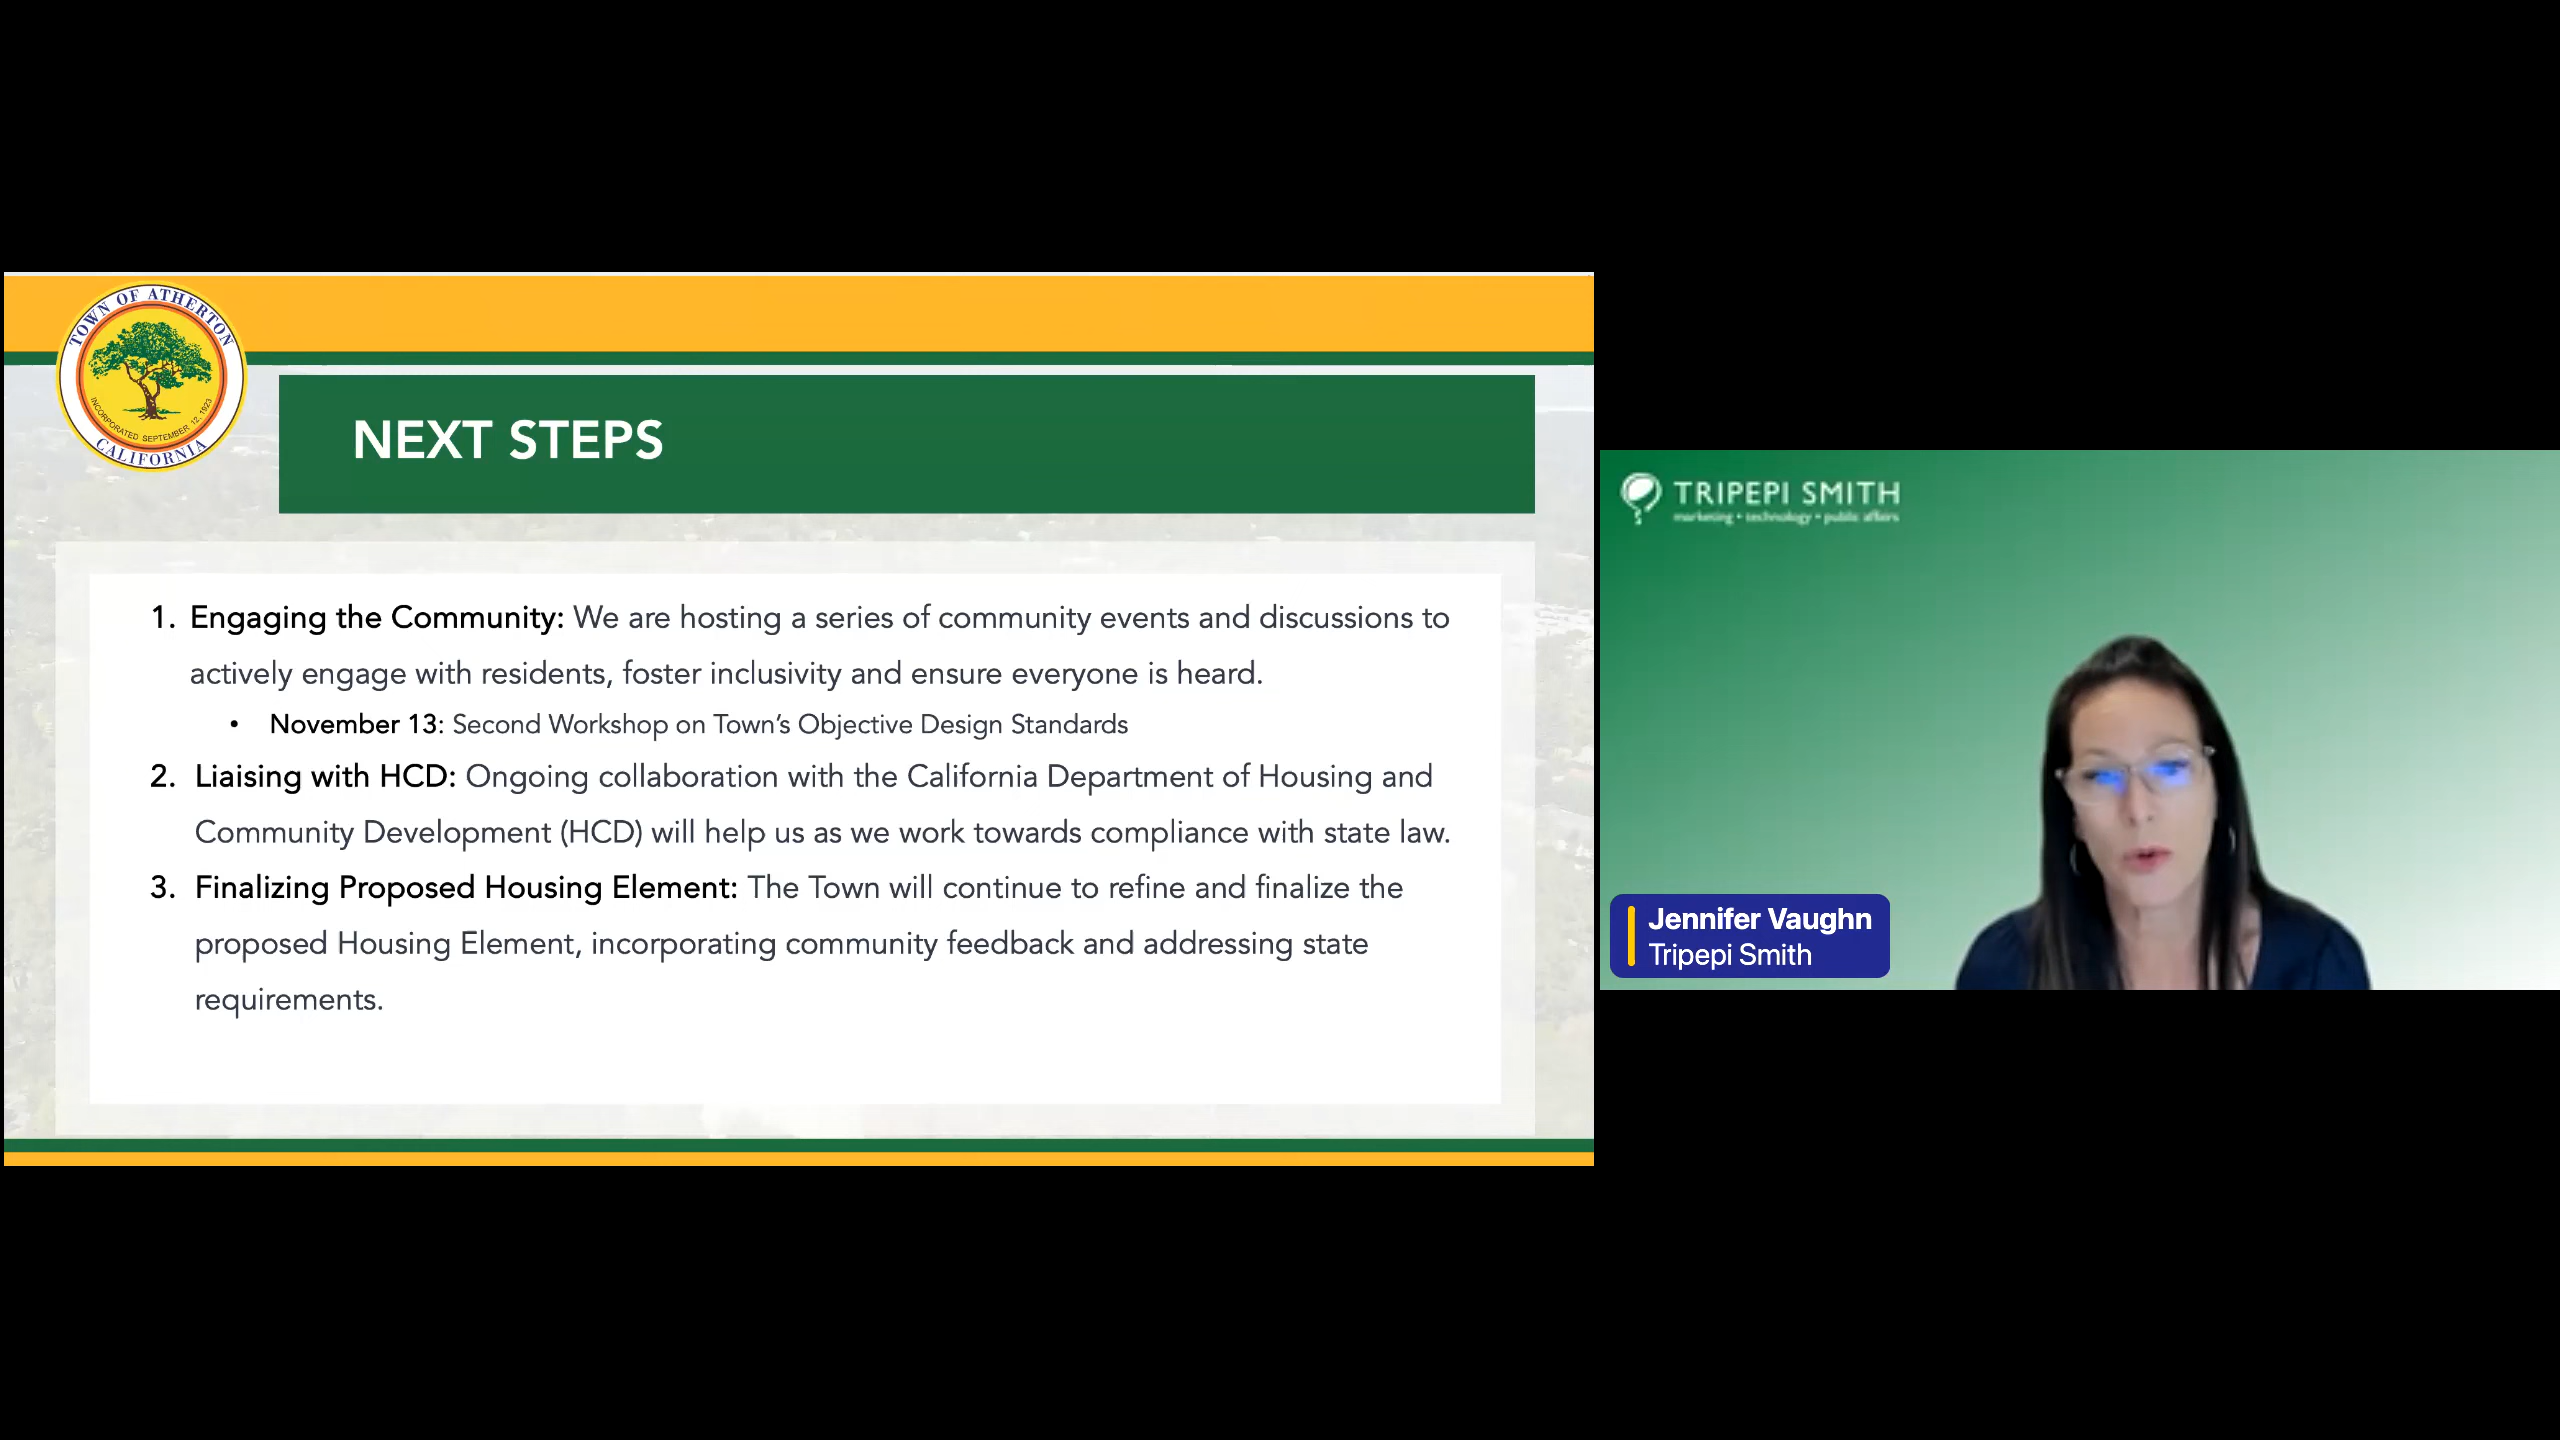 TOWN OF ATHERTON
INCORPORATED SEPTEMBER 12, 1923
CALIFORNIA
NEXT STEPS
1. Engaging the Community: We are hosting a series of community events and discussions to
actively engage with residents, foster inclusivity and ensure everyone is heard.
• November 13: Second Workshop on Town's Objective Design Standards
2. Liaising with HCD: Ongoing collaboration with the California Department of Housing and
Community Development (HCD) will help us as we work towards compliance with state law.
3. Finalizing Proposed Housing Element: The Town will continue to refine and finalize the
proposed Housing Element, incorporating community feedback and addressing state
requirements.
TRIPEPI SMITH
marketing • technology • public affairs
Jennifer Vaughn
Tripepi Smith